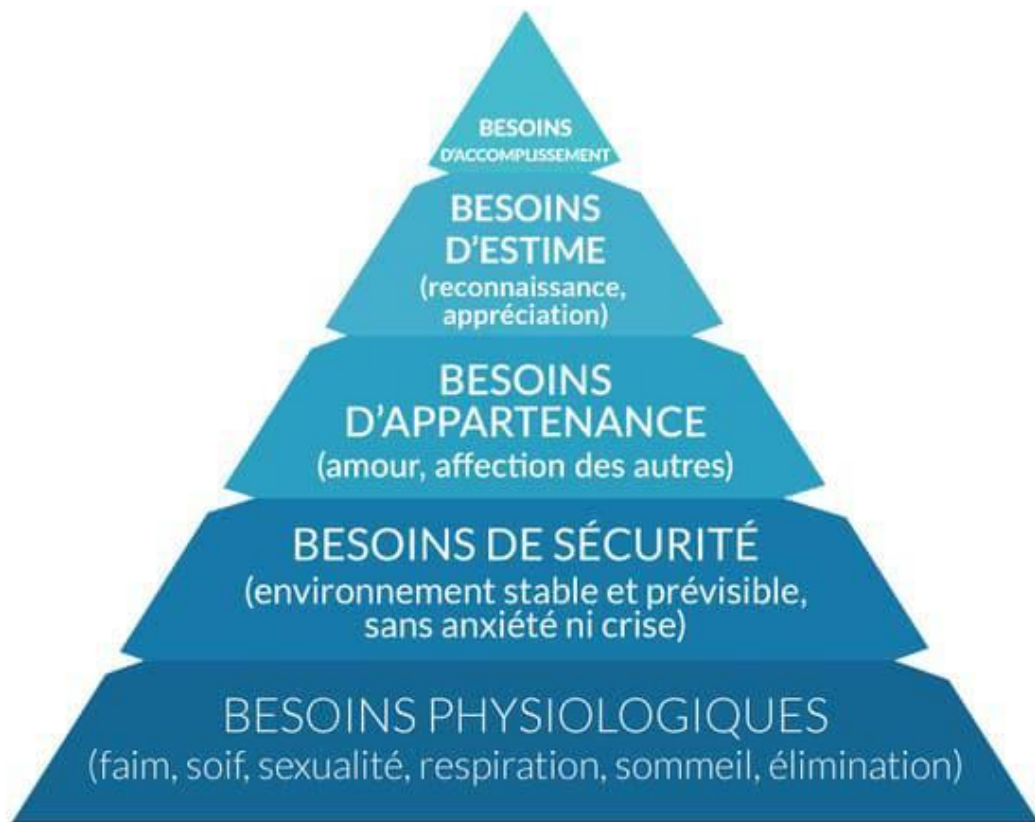 BESOINS
D'ACCOMPLISSEMENT
BESOINS
D'ESTIME
(reconnaissance,
appréciation)
BESOINS
D'APPARTENANCE
(amour, affection des autres)
BESOINS DE SÉCURITÉ
(environnement stable et prévisible,
sans anxiété ni crise)
BESOINS PHYSIOLOGIQUES
(faim, soif, sexualité, respiration, sommeil, élimination)